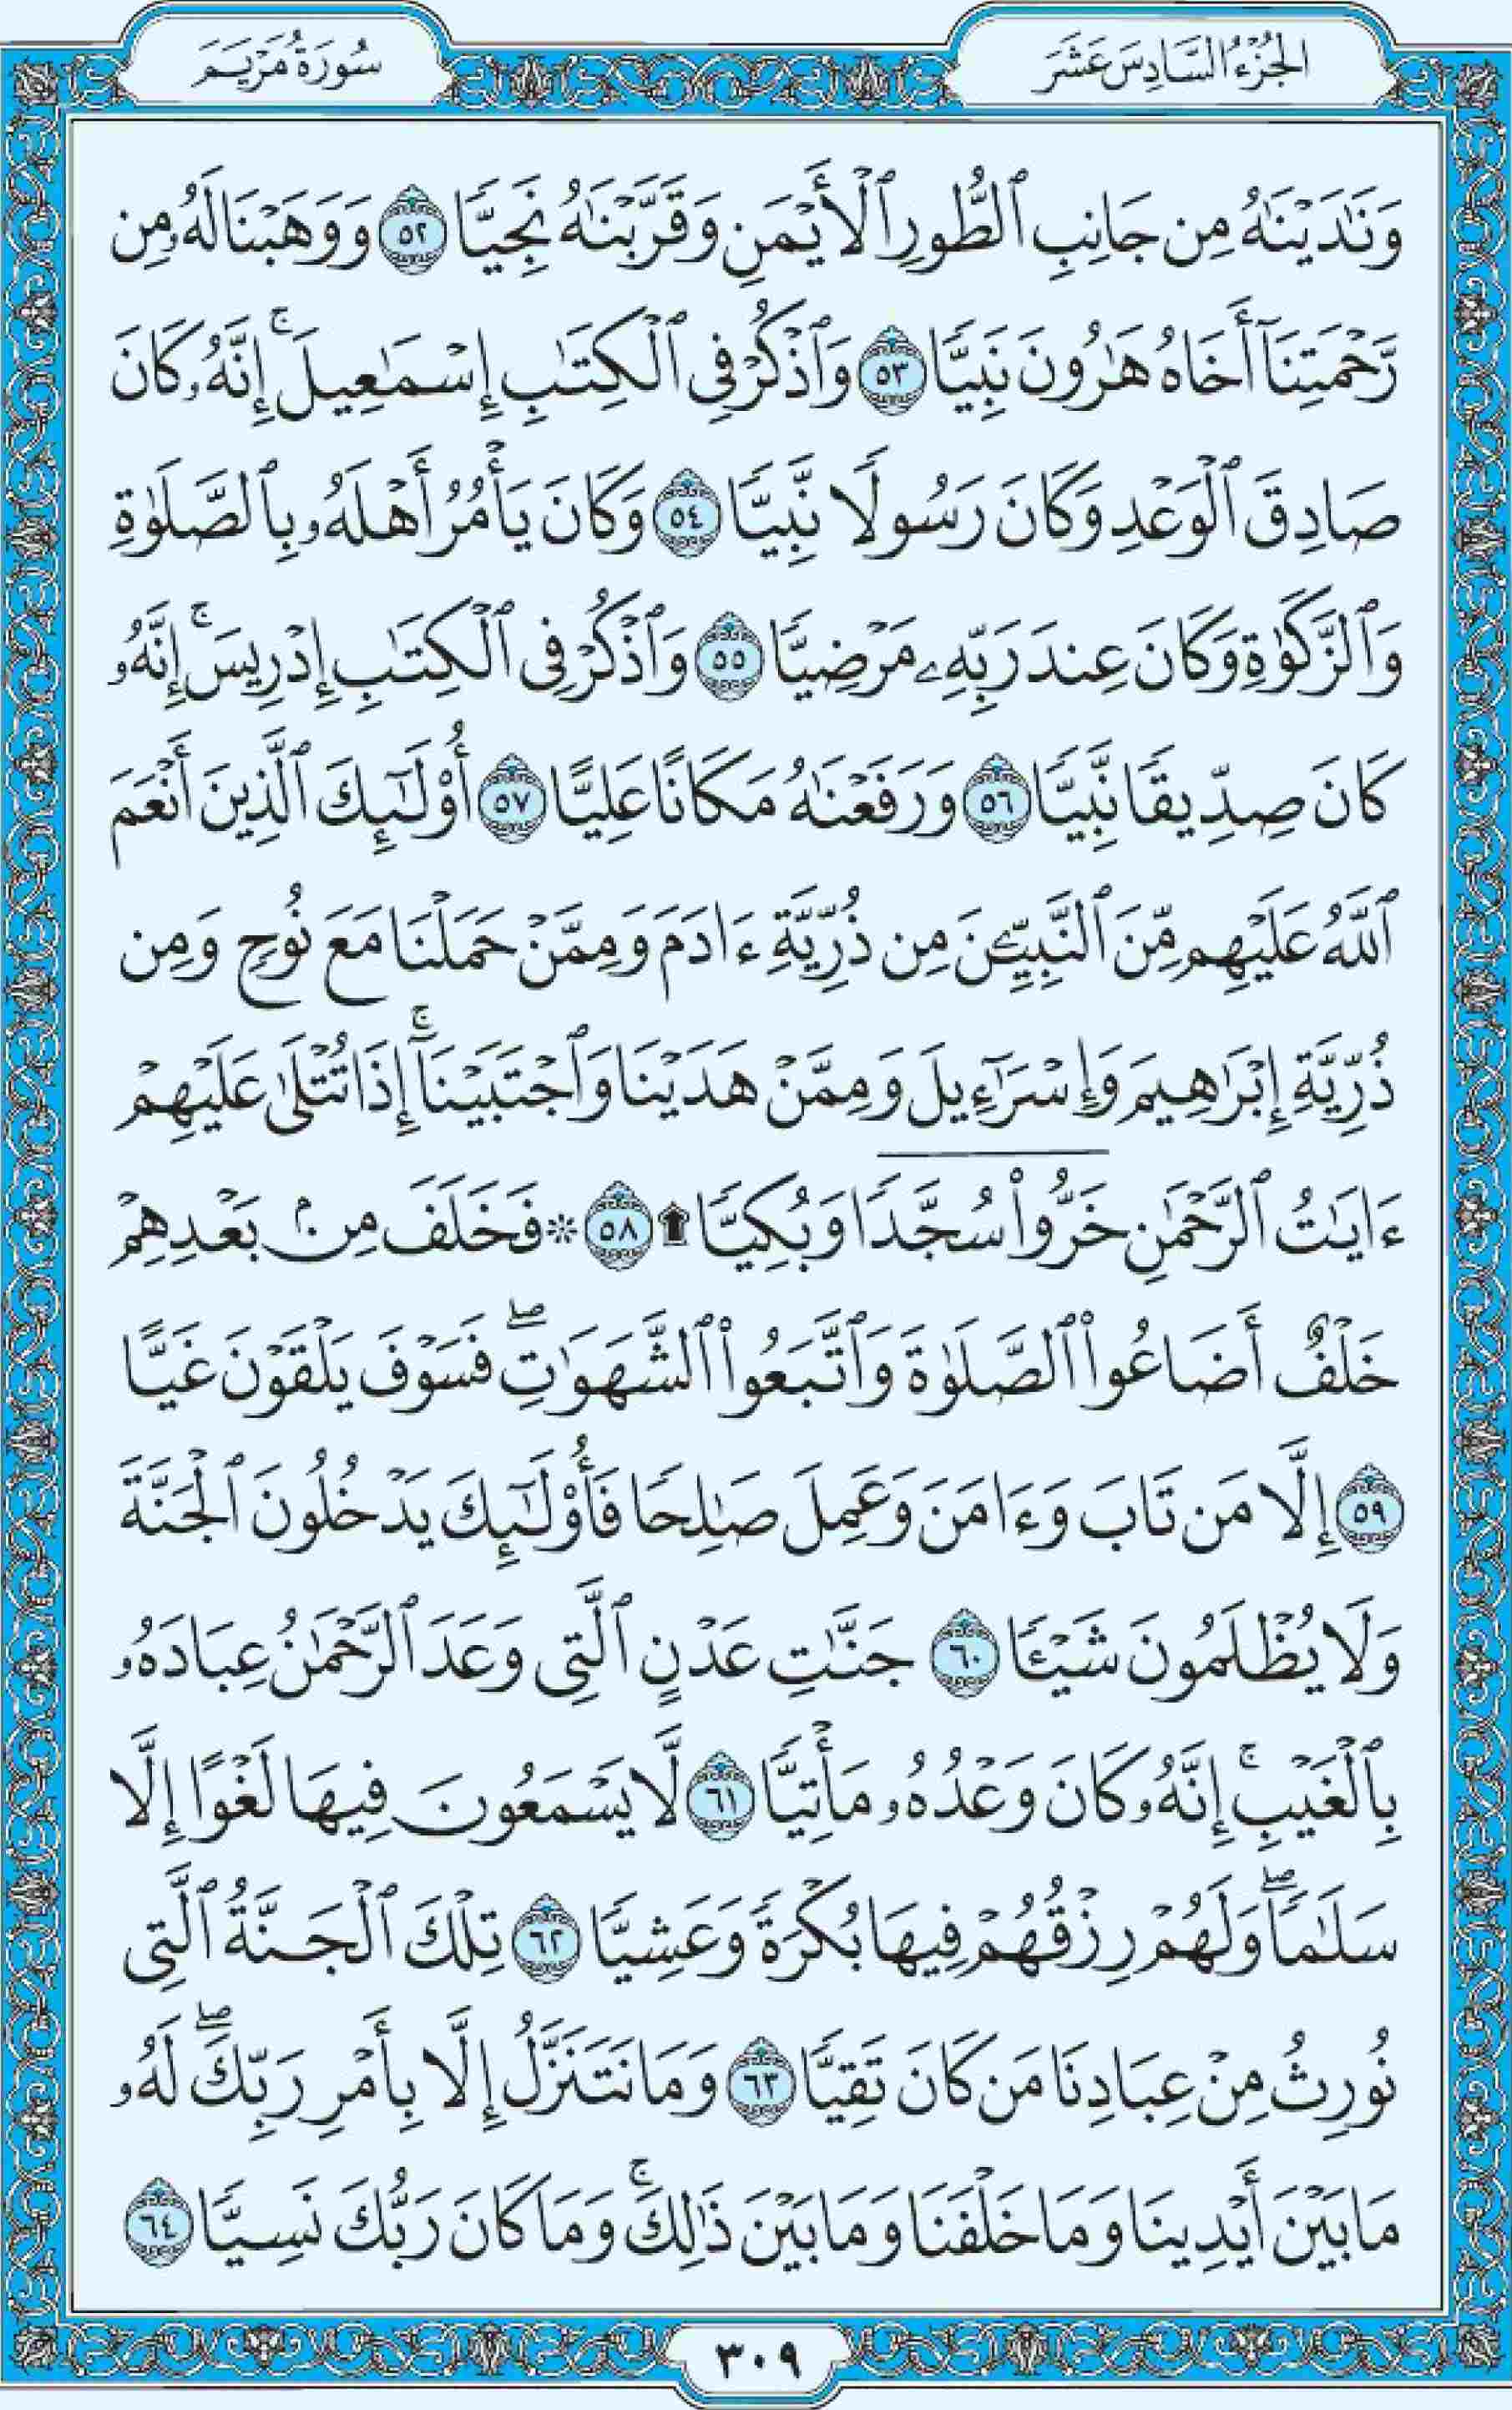 الجُزْءُ السَّادِسَ عَشَرَ
سُورَةُ مَرْيَمَ
وَنَٰدَيْنَٰهُ مِن جَانِبِ ٱلطُّورِ ٱلْأَيْمَنِ وَقَرَّبْنَٰهُ نَجِيًّا ٥٢ وَوَهَبْنَا لَهُۥ مِن
رَّحْمَتِنَآ أَخَاهُ هَٰرُونَ نَبِيًّا ٥٣ وَٱذْكُرْ فِى ٱلْكِتَٰبِ إِسْمَٰعِيلَ ۚ إِنَّهُۥ كَانَ
صَادِقَ ٱلْوَعْدِ وَكَانَ رَسُولًا نَّبِيًّا ٥٤ وَكَانَ يَأْمُرُ أَهْلَهُۥ بِٱلصَّلَوٰةِ
وَٱلزَّكَوٰةِ وَكَانَ عِندَ رَبِّهِۦ مَرْضِيًّا ٥٥ وَٱذْكُرْ فِى ٱلْكِتَٰبِ إِدْرِيسَ ۚ إِنَّهُۥ
كَانَ صِدِّيقًا نَّبِيًّا ٥٦ وَرَفَعْنَٰهُ مَكَانًا عَلِيًّا ٥٧ أُو۟لَٰٓئِكَ ٱلَّذِينَ أَنْعَمَ
ٱللَّهُ عَلَيْهِم مِّنَ ٱلنَّبِيِّۦنَ مِن ذُرِّيَّةِ ءَادَمَ وَمِمَّنْ حَمَلْنَا مَعَ نُوحٍ وَمِن
ذُرِّيَّةِ إِبْرَٰهِيمَ وَإِسْرَٰٓءِيلَ وَمِمَّنْ هَدَيْنَا وَٱجْتَبَيْنَآ ۚ إِذَا تُتْلَىٰ عَلَيْهِمْ
ءَايَٰتُ ٱلرَّحْمَٰنِ خَرُّوا۟ سُجَّدًا وَبُكِيًّا ۩ ٥٨ * فَخَلَفَ مِنۢ بَعْدِهِمْ
خَلْفٌ أَضَاعُوا۟ ٱلصَّلَوٰةَ وَٱتَّبَعُوا۟ ٱلشَّهَوَٰتِ ۖ فَسَوْفَ يَلْقَوْنَ غَيًّا
٥٩ إِلَّا مَن تَابَ وَءَامَنَ وَعَمِلَ صَٰلِحًا فَأُو۟لَٰٓئِكَ يَدْخُلُونَ ٱلْجَنَّةَ
وَلَا يُظْلَمُونَ شَيْـًٔا ٦٠ جَنَّٰتِ عَدْنٍ ٱلَّتِى وَعَدَ ٱلرَّحْمَٰنُ عِبَادَهُۥ
بِٱلْغَيْبِ ۚ إِنَّهُۥ كَانَ وَعْدُهُۥ مَأْتِيًّا ٦١ لَّا يَسْمَعُونَ فِيهَا لَغْوًا إِلَّا
سَلَٰمًا ۖ وَلَهُمْ رِزْقُهُمْ فِيهَا بُكْرَةً وَعَشِيًّا ٦٢ تِلْكَ ٱلْجَنَّةُ ٱلَّتِى
نُورِثُ مِنْ عِبَادِنَا مَن كَانَ تَقِيًّا ٦٣ وَمَا نَتَنَزَّلُ إِلَّا بِأَمْرِ رَبِّكَ ۖ لَهُۥ
مَا بَيْنَ أَيْدِينَا وَمَا خَلْفَنَا وَمَا بَيْنَ ذَٰلِكَ ۚ وَمَا كَانَ رَبُّكَ نَسِيًّا ٦٤
٣٠٩